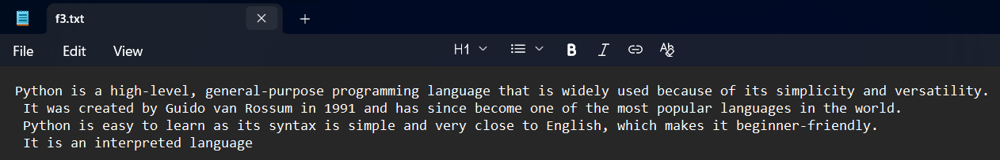 f3.txt
File Edit View H1 B I
Python is a high-level, general-purpose programming language that is widely used because of its simplicity and versatility.
It was created by Guido van Rossum in 1991 and has since become one of the most popular languages in the world.
Python is easy to learn as its syntax is simple and very close to English, which makes it beginner-friendly.
It is an interpreted language